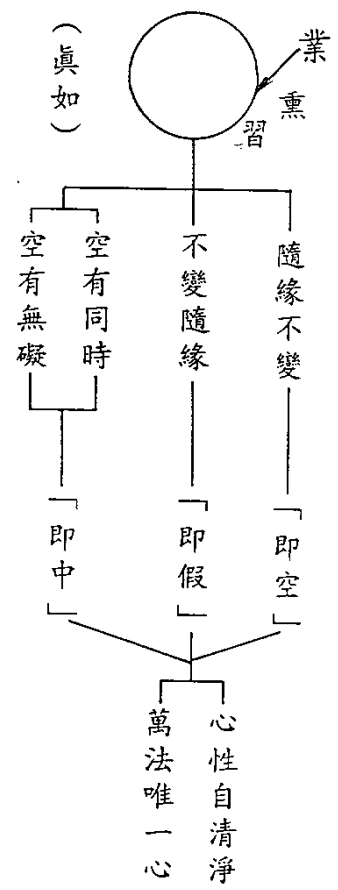 業
熏習
（眞如）
隨緣不變
不變隨緣
空有同時
空有無礙
「即空」
「即假」
「即中」
心性自清淨
萬法唯一心